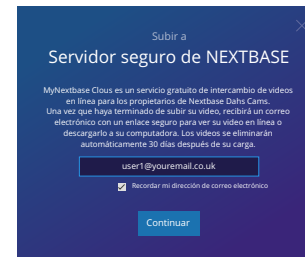 Subir a
Servidor seguro de NEXTBASE
MyNextbase Clous es un servicio gratuito de intercambio de videos
en línea para los propietarios de Nextbase Dahs Cams.
Una vez que haya terminado de subir su video, recibirá un correo
electrónico con un enlace seguro para ver su video en línea o
descargarlo a su computadora. Los videos se eliminarán
automáticamente 30 días después de su carga.
user1@youremail.co.uk
Recordar mi dirección de correo electrónico
Continuar